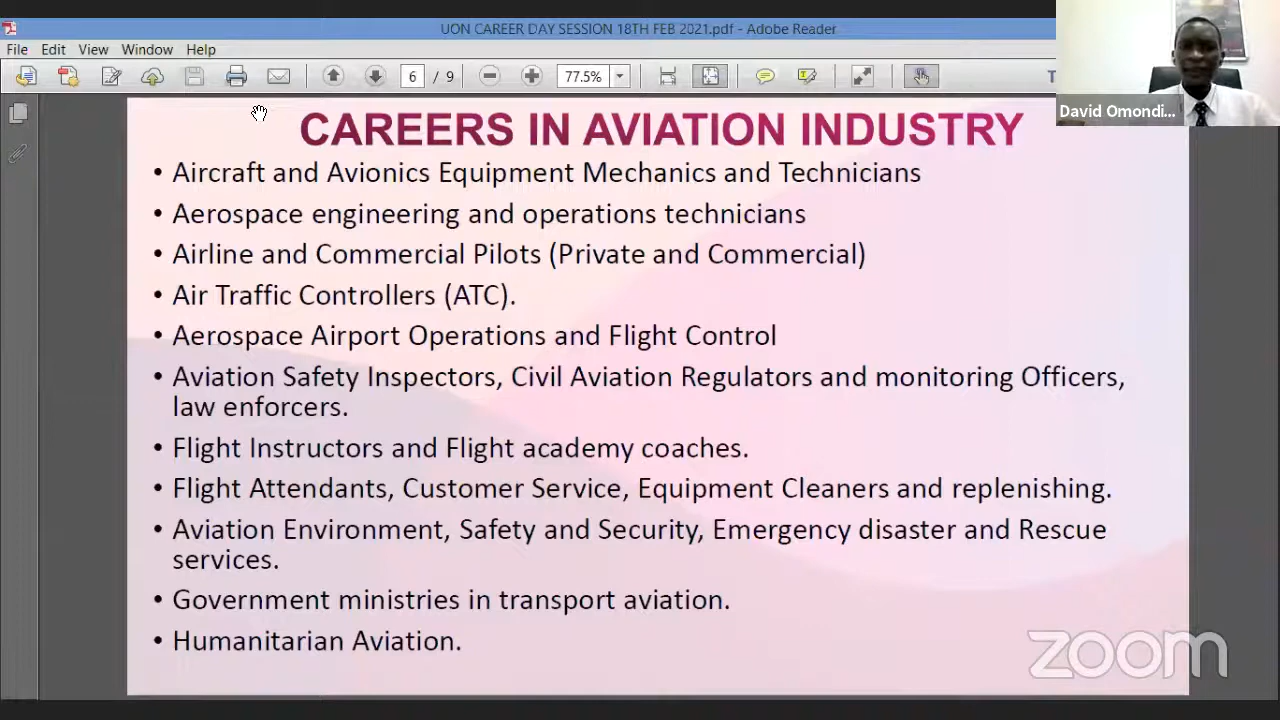 UON CAREER DAY SESSION 18TH FEB 2021.pdf - Adobe Reader
File Edit View Window Help
6 / 9 77.5% T
David Omondi...
CAREERS IN AVIATION INDUSTRY
• Aircraft and Avionics Equipment Mechanics and Technicians
• Aerospace engineering and operations technicians
• Airline and Commercial Pilots (Private and Commercial)
• Air Traffic Controllers (ATC).
• Aerospace Airport Operations and Flight Control
• Aviation Safety Inspectors, Civil Aviation Regulators and monitoring Officers,
law enforcers.
• Flight Instructors and Flight academy coaches.
• Flight Attendants, Customer Service, Equipment Cleaners and replenishing.
• Aviation Environment, Safety and Security, Emergency disaster and Rescue
services.
• Government ministries in transport aviation.
• Humanitarian Aviation.
zoom